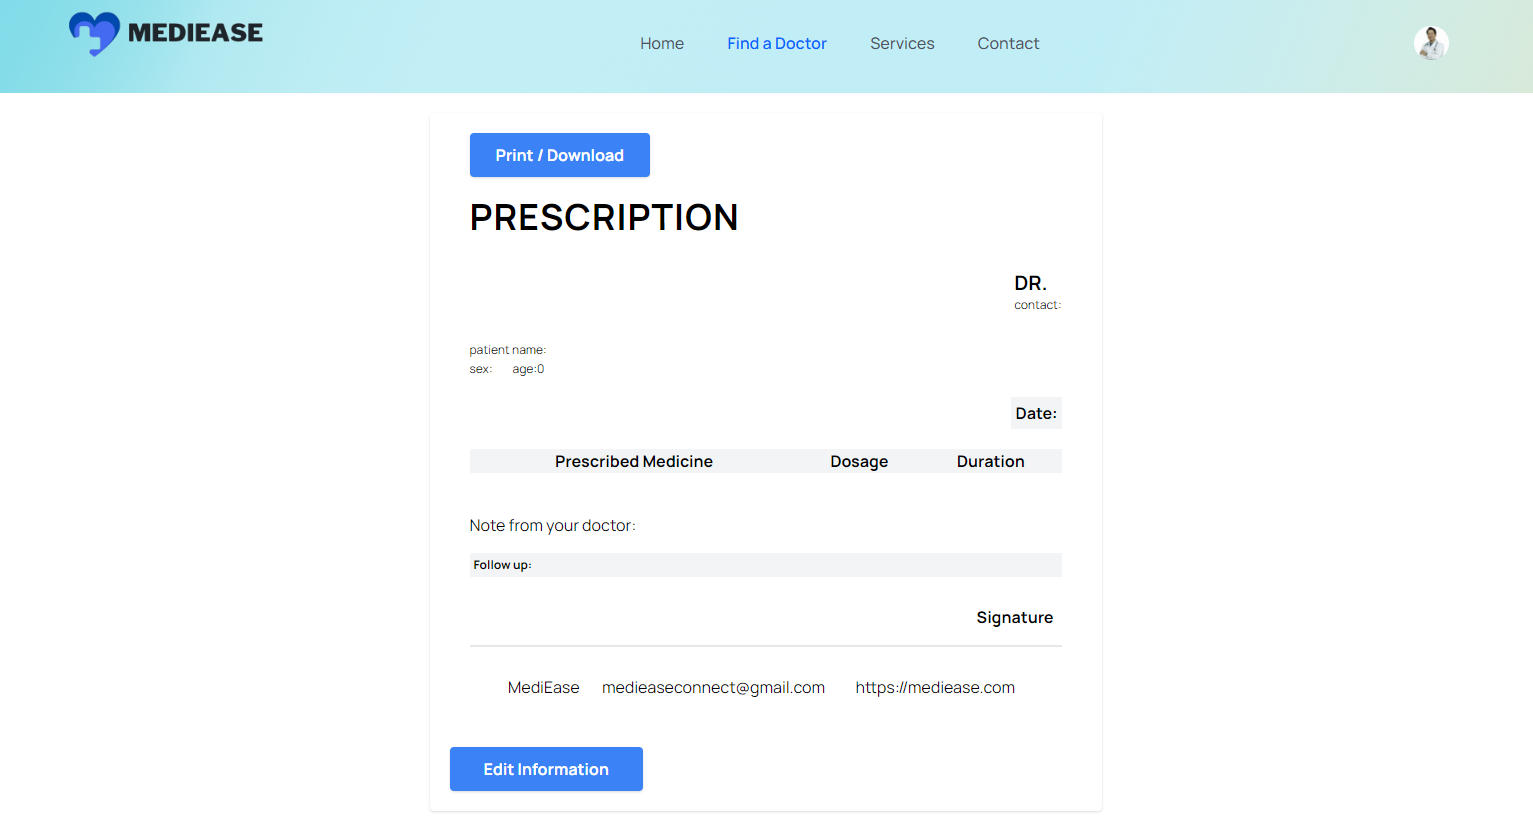 MEDIEASE
Home Find a Doctor Services Contact
Print / Download
PRESCRIPTION
DR.
contact:
patient name:
sex: age:0
Date:
Prescribed Medicine Dosage Duration
Note from your doctor:
Follow up:
Signature
MediEase medieaseconnect@gmail.com https://mediease.com
Edit Information